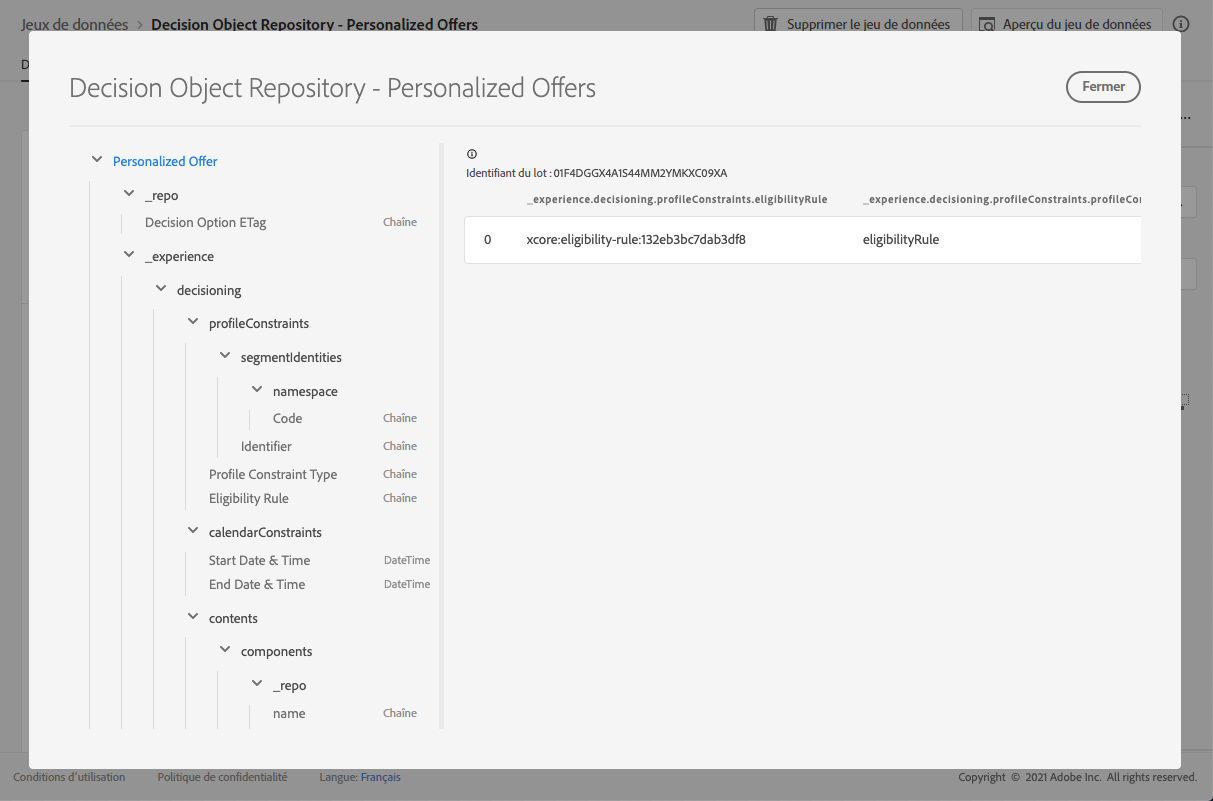 Jeux de données > Decision Object Repository - Personalized Offers
Supprimer le jeu de données
Aperçu du jeu de données
D
Decision Object Repository - Personalized Offers
Fermer
Personalized Offer
_repo
Decision Option ETag Chaîne
_experience
decisioning
profileConstraints
segmentIdentities
namespace
Code Chaîne
Identifier Chaîne
Profile Constraint Type Chaîne
Eligibility Rule Chaîne
calendarConstraints
Start Date & Time DateTime
End Date & Time DateTime
contents
components
_repo
name Chaîne
Identifiant du lot : 01F4DGGX4A1S44MM2YMKXC09XA
_experience.decisioning.profileConstraints.eligibilityRule _experience.decisioning.profileConstraints.profileCor
0 xcore:eligibility-rule:132eb3bc7dab3df8 eligibilityRule
Conditions d'utilisation Politique de confidentialité Langue: Français Copyright © 2021 Adobe Inc. All rights reserved.